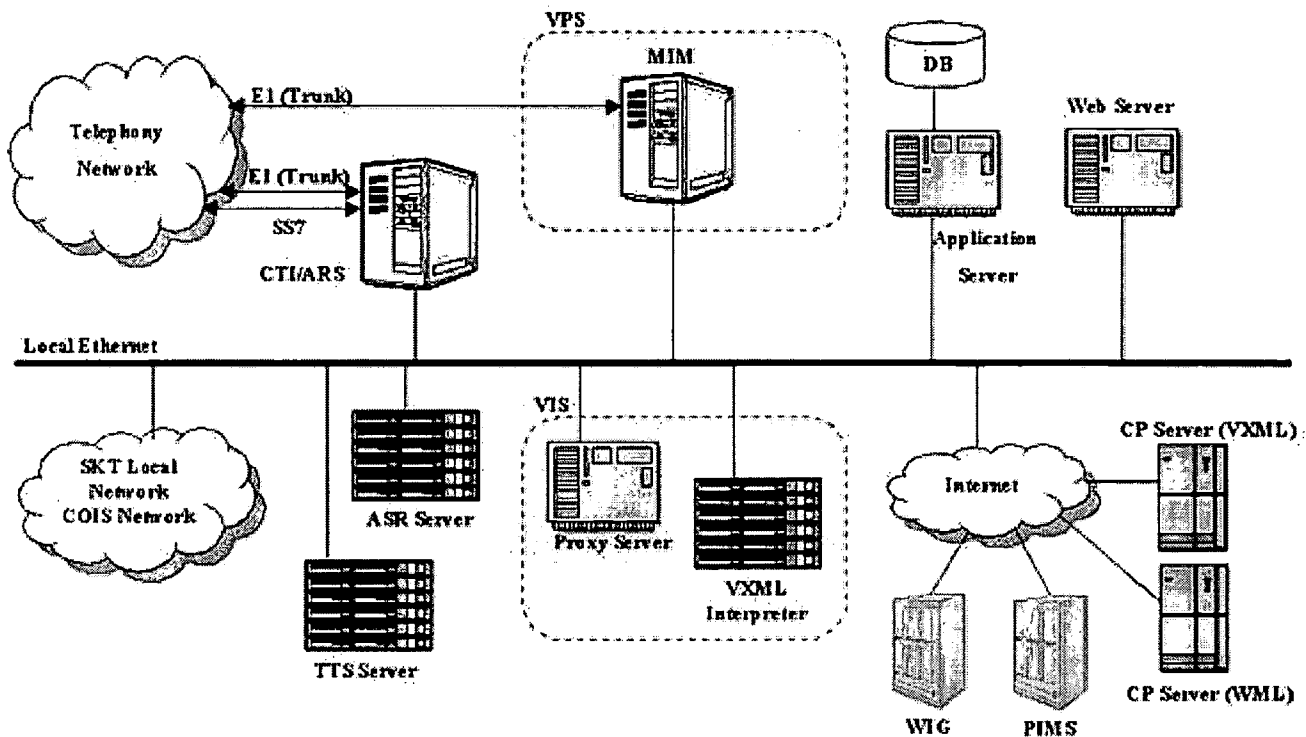 VPS
MIM
DB
Web Server
E1 (Trunk)
Telephony
Network
E1 (Trunk)
SS7
CTI/ARS
Application
Server
Local Ethernet
VIS
CP Server (VXML)
SKT Local
Network
COIS Network
ASR Server
Proxy Server
Internet
VXML
Interpreter
TTS Server
WIG
PIMS
CP Server (WML)